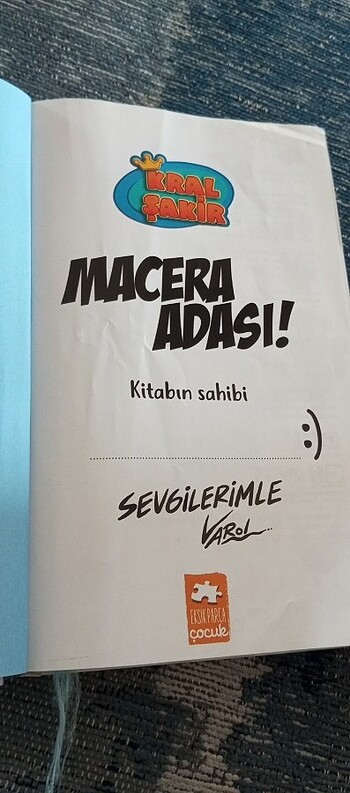 KRAL
ŞAKİR
MACERA
ADASI!
Kitabın sahibi
:)
SEVGİLERİMLE
VAROL
EKSİKPARÇA
çocuk